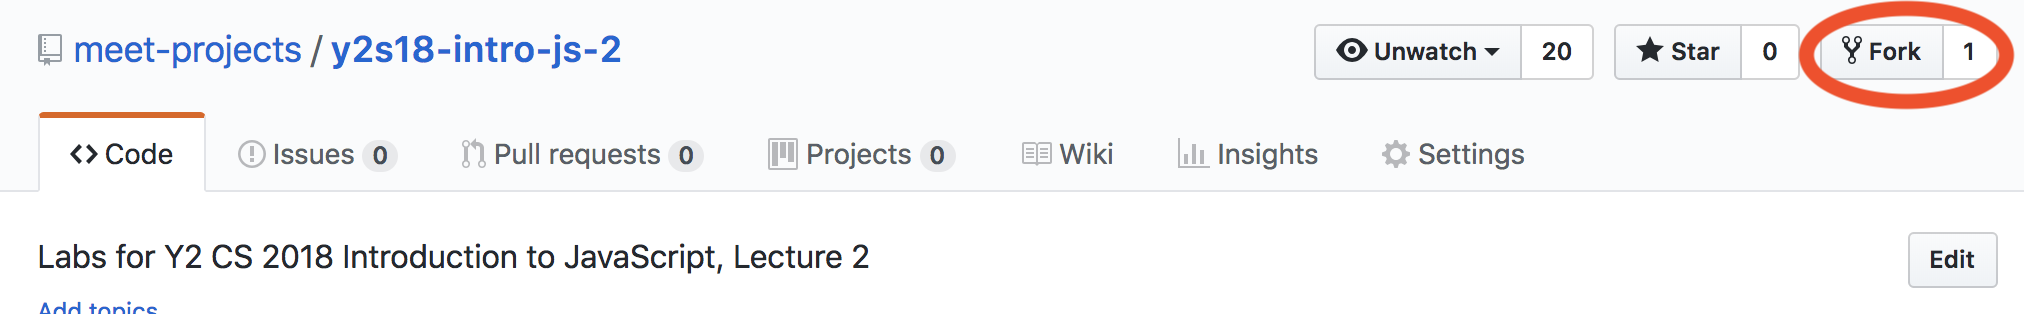 meet-projects / y2s18-intro-js-2 Unwatch 20 Star 0 Fork 1
Code Issues 0 Pull requests 0 Projects 0 Wiki Insights Settings
Labs for Y2 CS 2018 Introduction to JavaScript, Lecture 2 Edit
Add topics